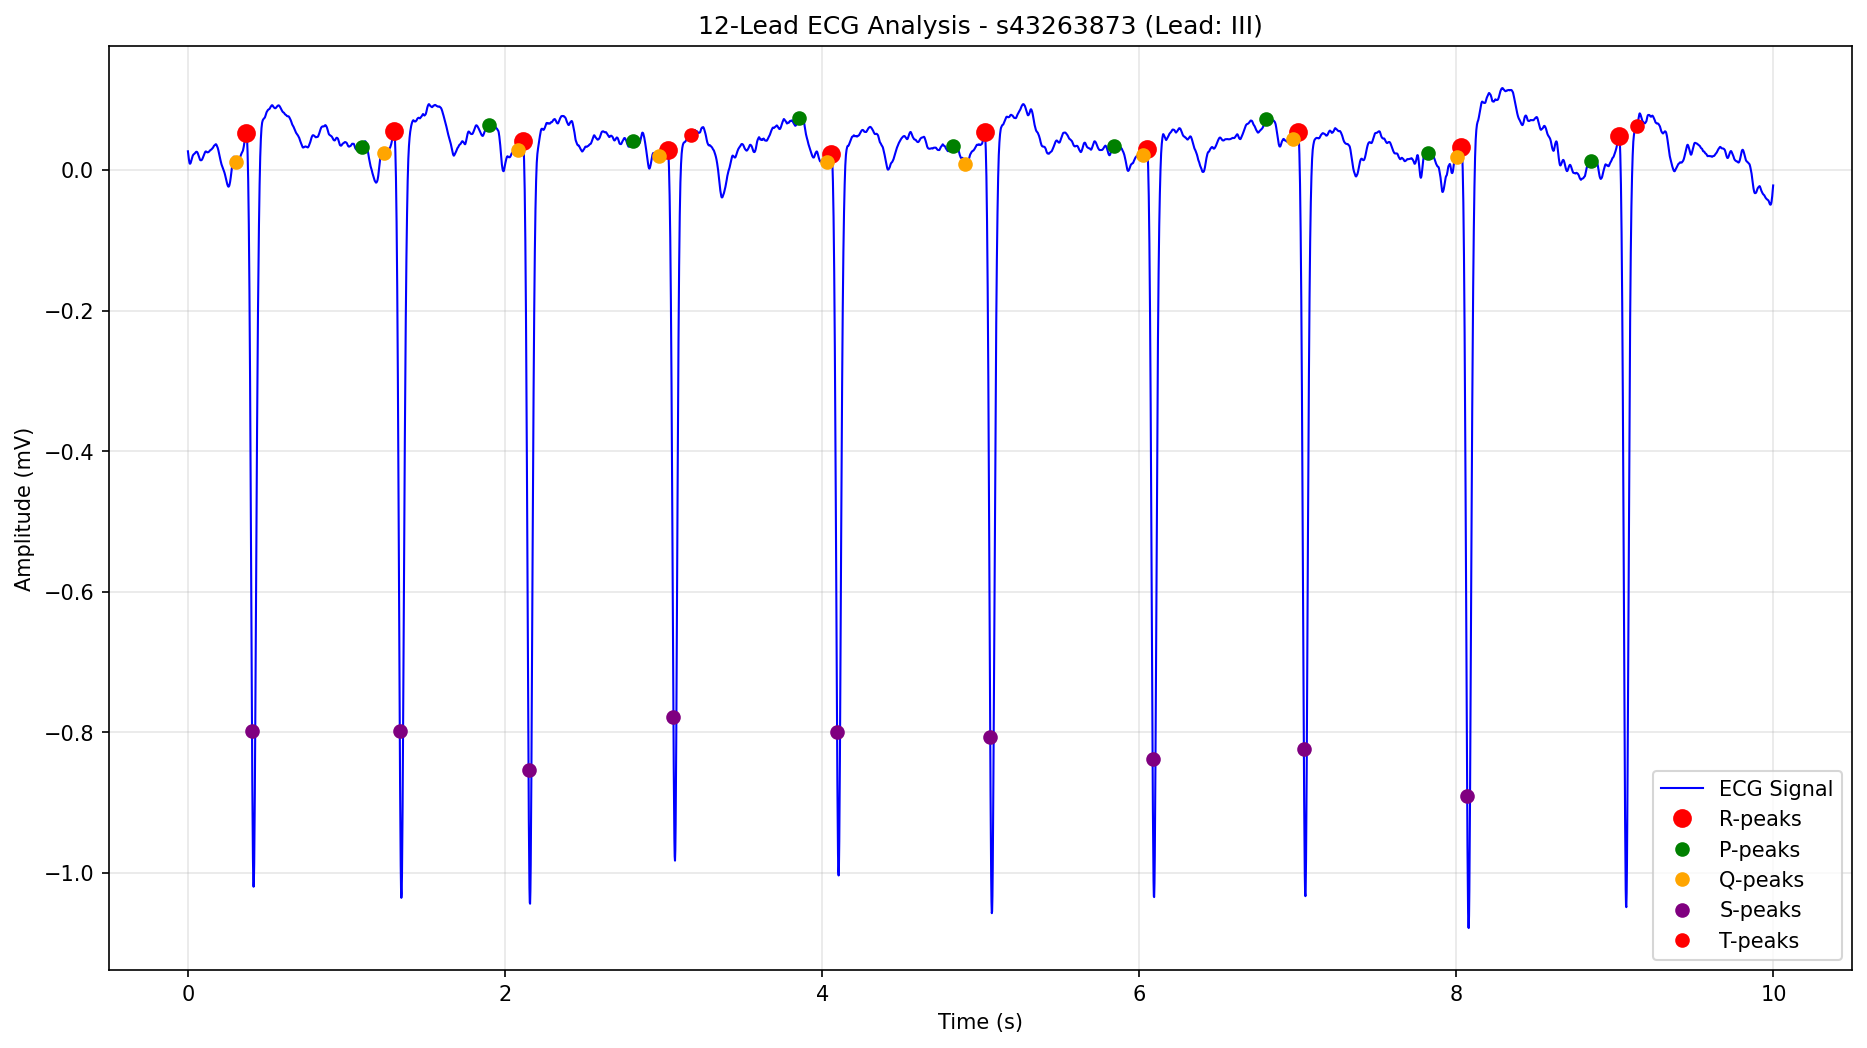 12-Lead ECG Analysis - s43263873 (Lead: III)
Amplitude (mV)
0.0
−0.2
−0.4
−0.6
−0.8
−1.0
ECG Signal
R-peaks
P-peaks
Q-peaks
S-peaks
T-peaks
0 2 4 6 8 10
Time (s)